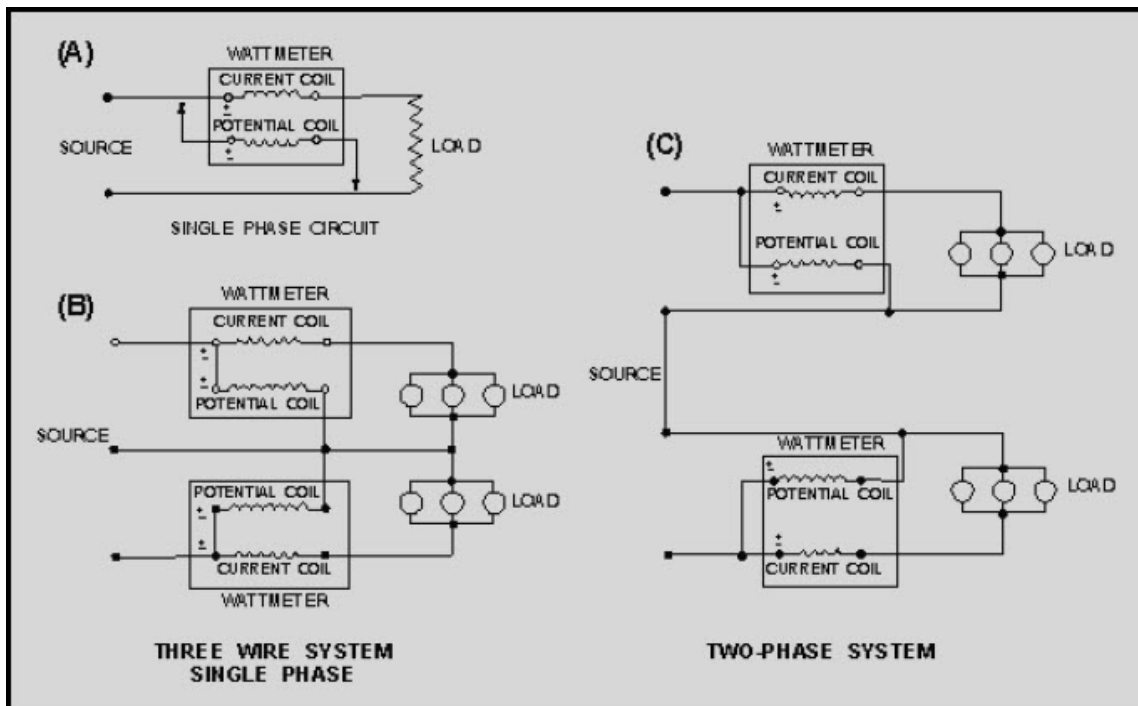 (A)
WATTMETER
CURRENT COIL
±
POTENTIAL COIL
±
SOURCE
LOAD
SINGLE PHASE CIRCUIT
(B)
WATTMETER
CURRENT COIL
±
±
POTENTIAL COIL
LOAD
SOURCE
POTENTIAL COIL
±
±
CURRENT COIL
WATTMETER
LOAD
THREE WIRE SYSTEM
SINGLE PHASE
(C)
WATTMETER
CURRENT COIL
±
POTENTIAL COIL
±
LOAD
SOURCE
WATTMETER
±
POTENTIAL COIL
±
CURRENT COIL
LOAD
TWO-PHASE SYSTEM